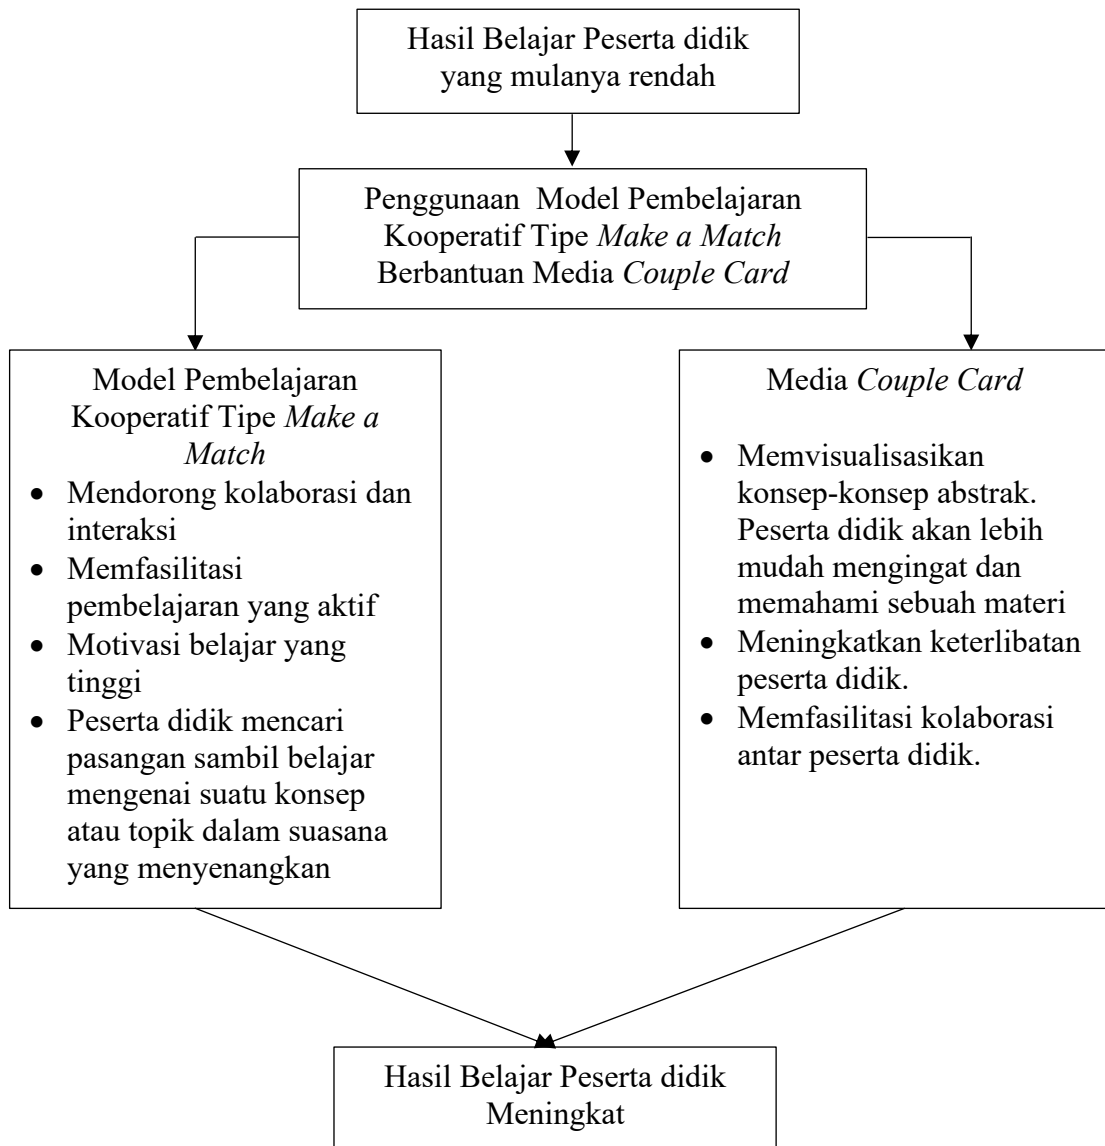 Hasil Belajar Peserta didik
yang mulanya rendah
Penggunaan Model Pembelajaran
Kooperatif Tipe Make a Match
Berbantuan Media Couple Card
Model Pembelajaran
Kooperatif Tipe Make a
Match
• Mendorong kolaborasi dan
interaksi
• Memfasilitasi
pembelajaran yang aktif
• Motivasi belajar yang
tinggi
• Peserta didik mencari
pasangan sambil belajar
mengenai suatu konsep
atau topik dalam suasana
yang menyenangkan
Media Couple Card
• Memvisualisasikan
konsep-konsep abstrak.
Peserta didik akan lebih
mudah mengingat dan
memahami sebuah materi
• Meningkatkan keterlibatan
peserta didik.
• Memfasilitasi kolaborasi
antar peserta didik.
Hasil Belajar Peserta didik
Meningkat